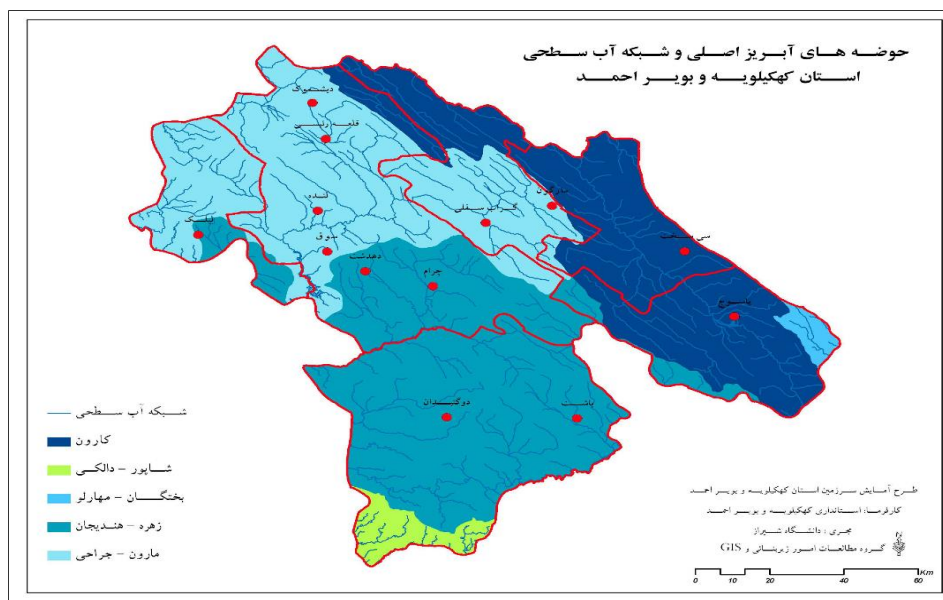 حوضه های آبریز اصلی و شبکه آب سطحی
استان کهکیلویه و بویر احمد
دیشموک
قلعه رئیسی
مارگون
لنده
گراب سفلی
لیکک
سوق
سی سخت
دهدشت
چرام
یاسوج
دوگنبدان
باشت
شبکه آب سطحی
کارون
شاپور - دالکی
بختگان - مهارلو
زهره - هندیجان
مارون - جراحی
طرح آمایش سرزمین استان کهکیلویه و بویر احمد
کارفرما: استانداری کهکیلویه و بویر احمد
مجری: دانشگاه شیراز
گروه مطالعات امور زیربنائی و GIS
Km
0 10 20 40 60